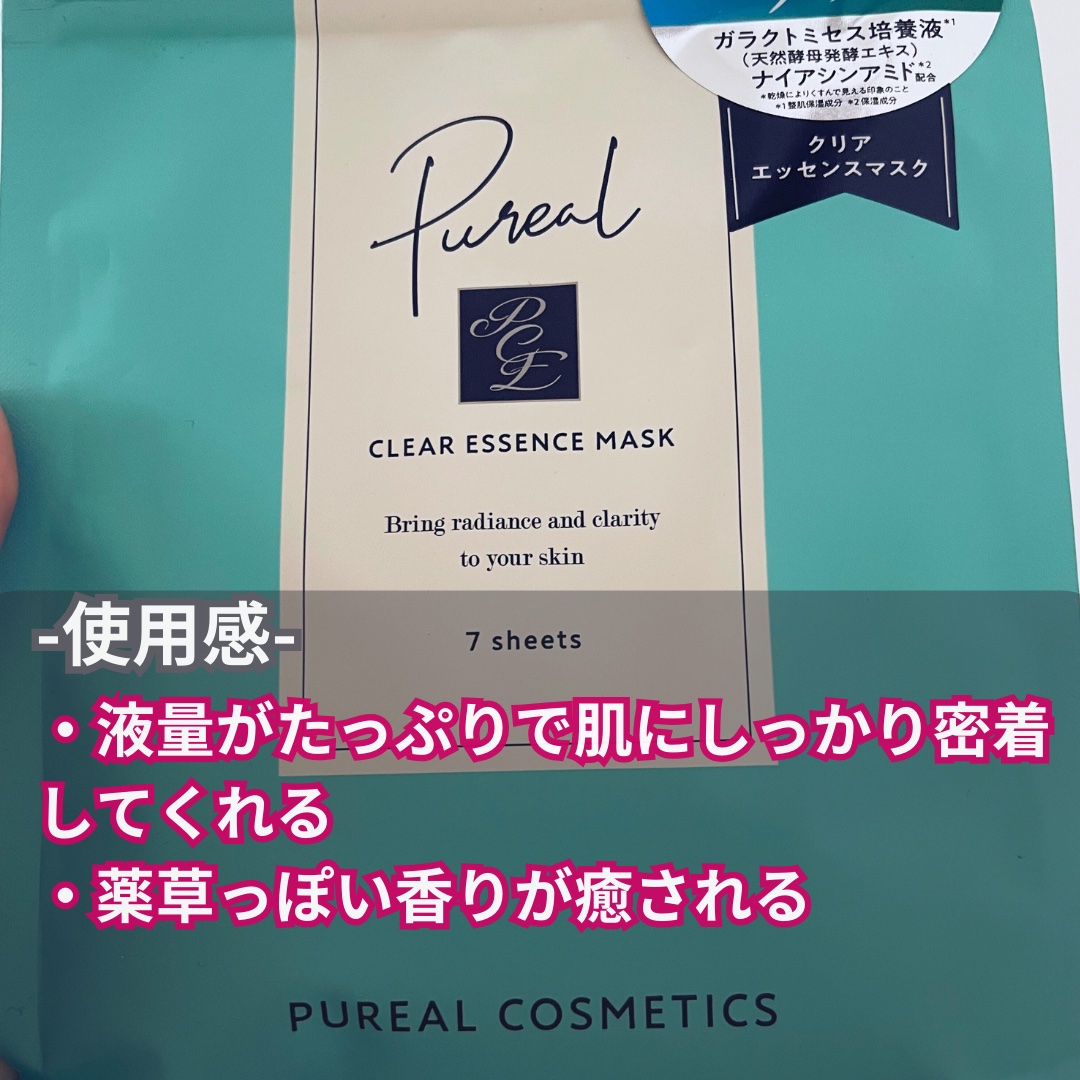 ガラクトミセス培養液*1
（天然酵母発酵エキス）
ナイアシンアミド*2配合
*乾燥によりくすんで見える印象のこと
*1整肌保湿成分 *2保湿成分
クリア
エッセンスマスク
Pureal
PCE
CLEAR ESSENCE MASK
Bring radiance and clarity
to your skin
7 sheets
-使用感-
・液量がたっぷりで肌にしっかり密着
してくれる
・薬草っぽい香りが癒される
PUREAL COSMETICS